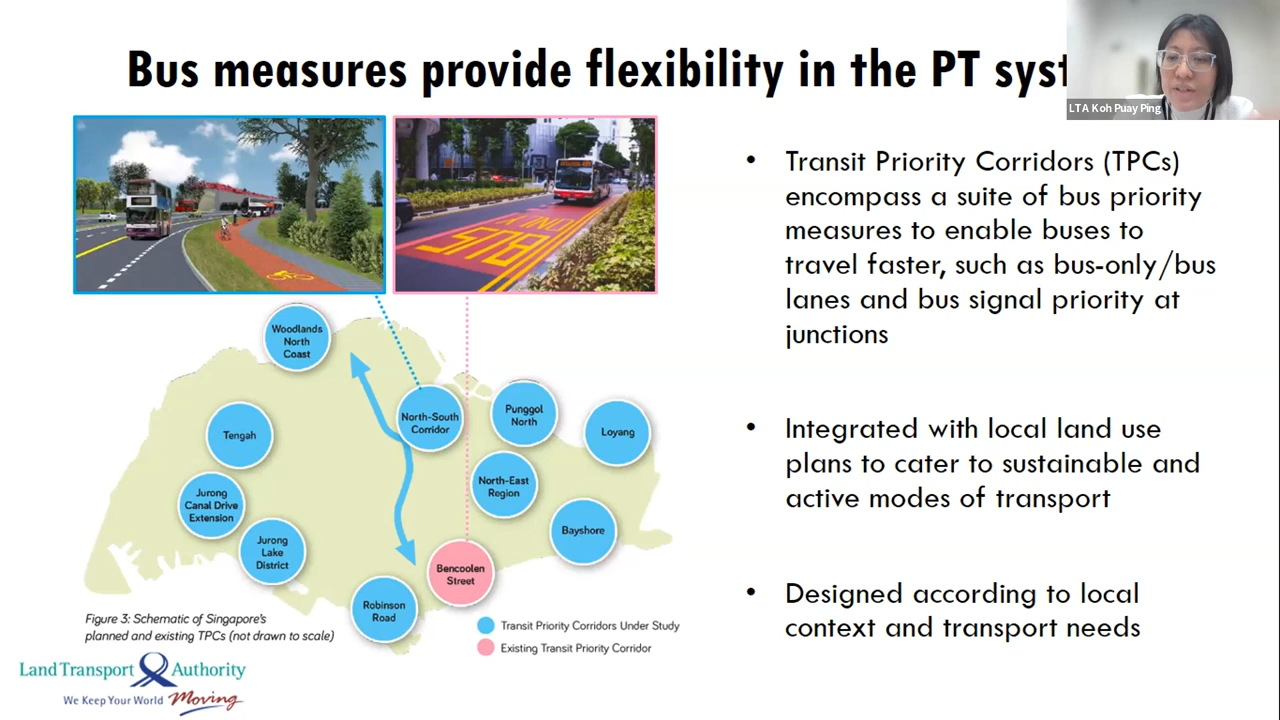 Bus measures provide flexibility in the PT syst
LTA Koh Puay Ping
BUS
ONLY
• Transit Priority Corridors (TPCs)
encompass a suite of bus priority
measures to enable buses to
travel faster, such as bus-only/bus
lanes and bus signal priority at
junctions
• Integrated with local land use
plans to cater to sustainable and
active modes of transport
• Designed according to local
context and transport needs
Woodlands
North
Coast
North-South
Corridor
Punggol
North
Loyang
Tengah
North-East
Region
Jurong
Canal Drive
Extension
Bayshore
Jurong
Lake
District
Bencoolen
Street
Robinson
Road
Figure 3: Schematic of Singapore's
planned and existing TPCs (not drawn to scale)
Transit Priority Corridors Under Study
Existing Transit Priority Corridor
Land Transport Authority
We Keep Your World Moving